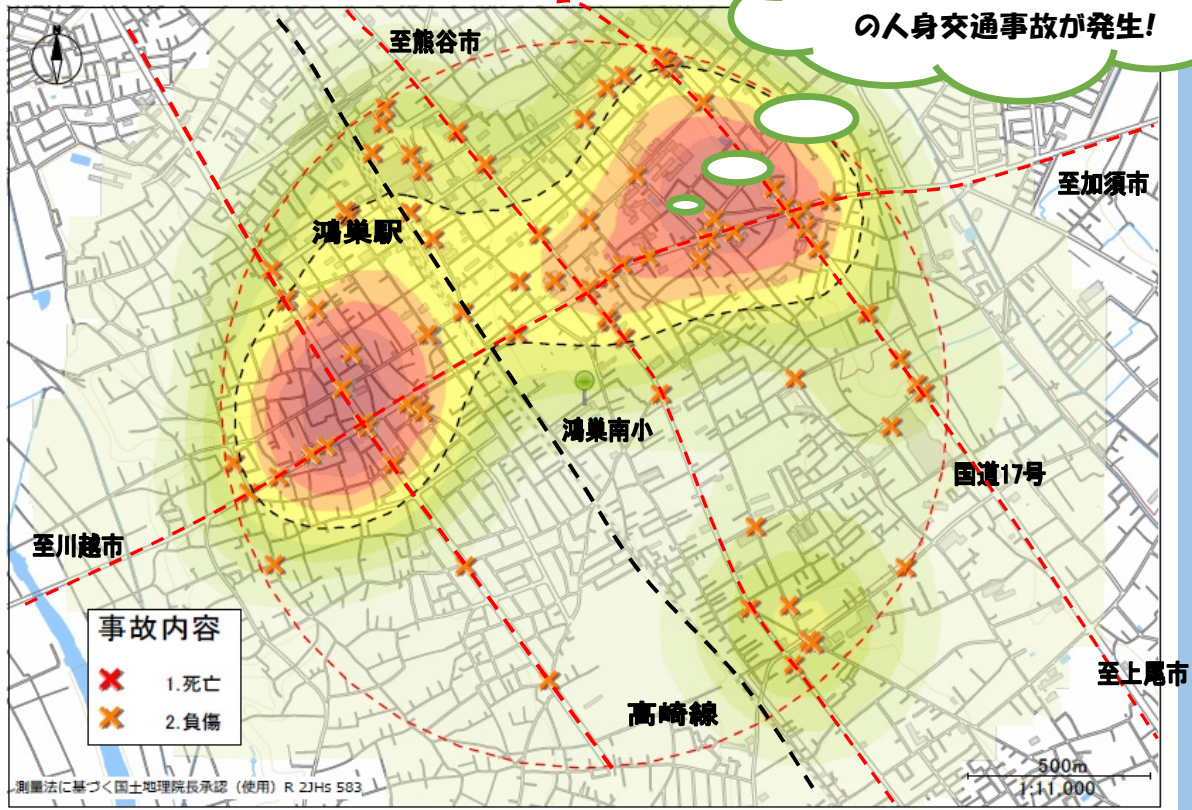 の人身交通事故が発生!
N
至熊谷市
至加須市
鴻巣駅
鴻巣南小
国道17号
至川越市
事故内容
1.死亡
2.負傷
至上尾市
高崎線
500m
1:11,000
測量法に基づく国土地理院長承認(使用)R 2JHs 583